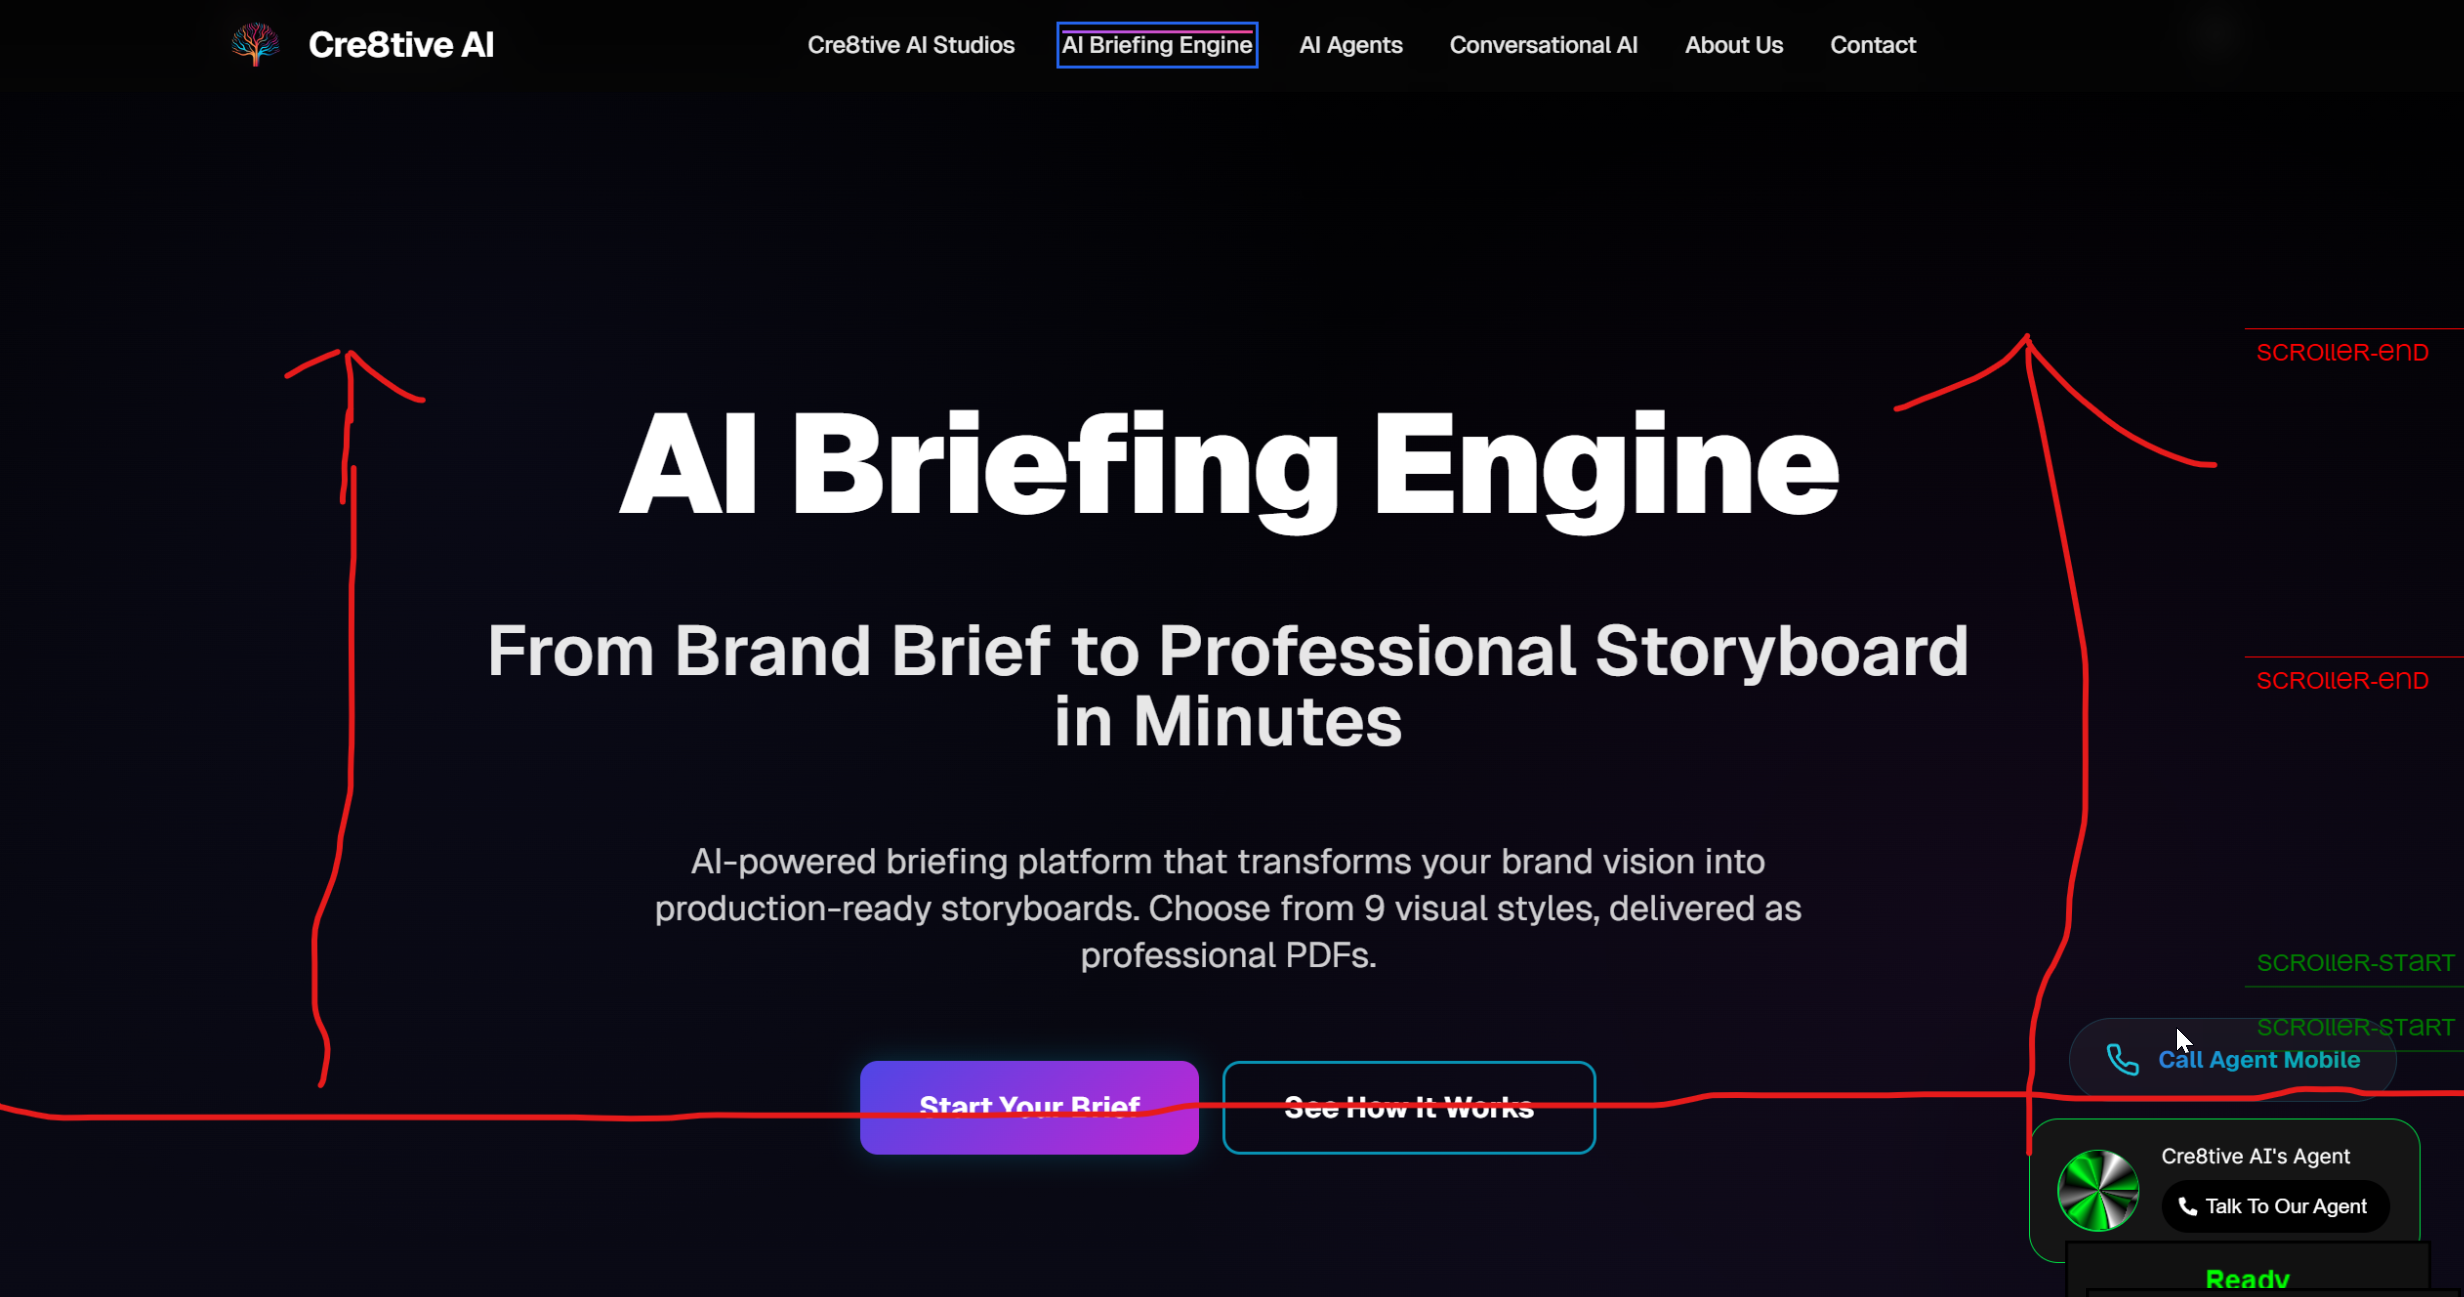 Cre8tive AI
Cre8tive AI Studios
AI Briefing Engine
AI Agents
Conversational AI
About Us
Contact
scroller-end
AI Briefing Engine
From Brand Brief to Professional Storyboard
in Minutes
scroller-end
AI-powered briefing platform that transforms your brand vision into
production-ready storyboards. Choose from 9 visual styles, delivered as
professional PDFs.
scroller-start
scroller-start
Call Agent Mobile
Start Your Brief
See How It Works
Cre8tive AI's Agent
Talk To Our Agent
Ready